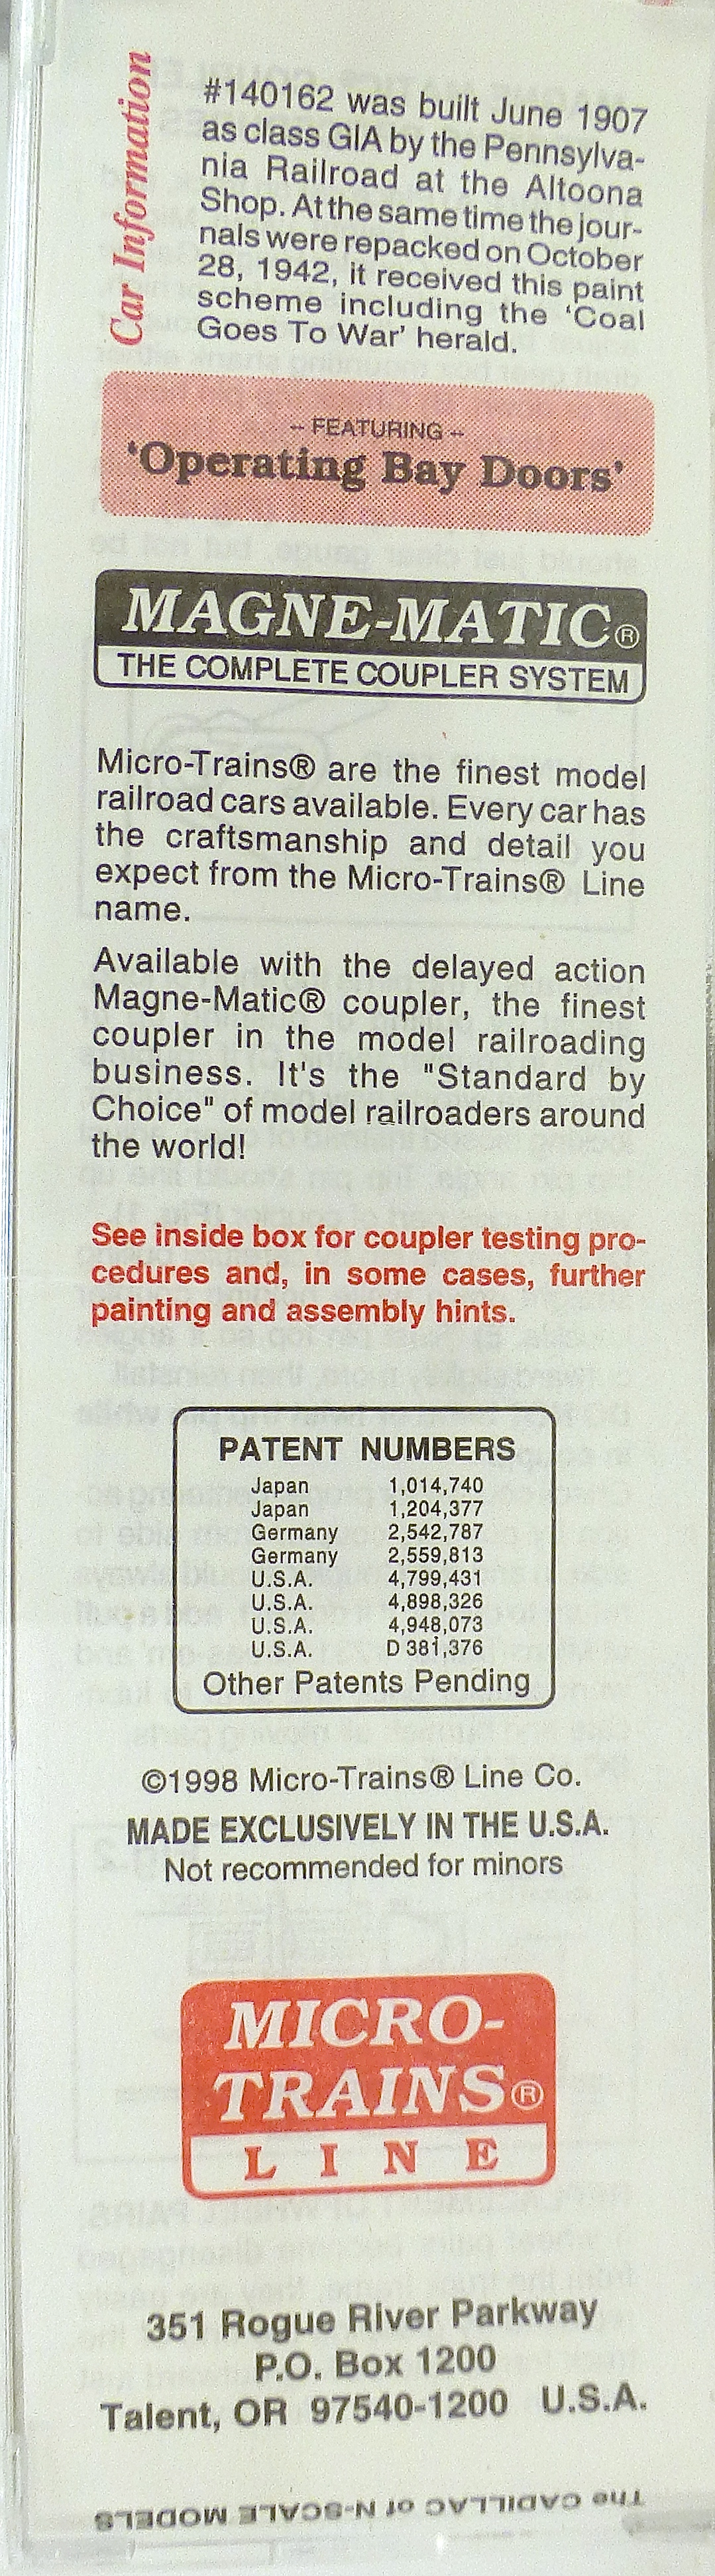 Car Information
#140162 was built June 1907
as class GIA by the Pennsylva-
nia Railroad at the Altoona
Shop. At the same time the jour-
nals were repacked on October
28, 1942, it received this paint
scheme including the ‘Coal
Goes To War’ herald.
-- FEATURING --
‘Operating Bay Doors’
MAGNE-MATIC®
THE COMPLETE COUPLER SYSTEM
Micro-Trains® are the finest model
railroad cars available. Every car has
the craftsmanship and detail you
expect from the Micro-Trains® Line
name.
Available with the delayed action
Magne-Matic® coupler, the finest
coupler in the model railroading
business. It's the "Standard by
Choice" of model railroaders around
the world!
See inside box for coupler testing pro-
cedures and, in some cases, further
painting and assembly hints.
PATENT NUMBERS
Japan 1,014,740
Japan 1,204,377
Germany 2,542,787
Germany 2,559,813
U.S.A. 4,799,431
U.S.A. 4,898,326
U.S.A. 4,948,073
U.S.A. D 381,376
Other Patents Pending
©1998 Micro-Trains® Line Co.
MADE EXCLUSIVELY IN THE U.S.A.
Not recommended for minors
MICRO-
TRAINS®
LINE
351 Rogue River Parkway
P.O. Box 1200
Talent, OR 97540-1200 U.S.A.
The CADILLAC of N-SCALE MODELS